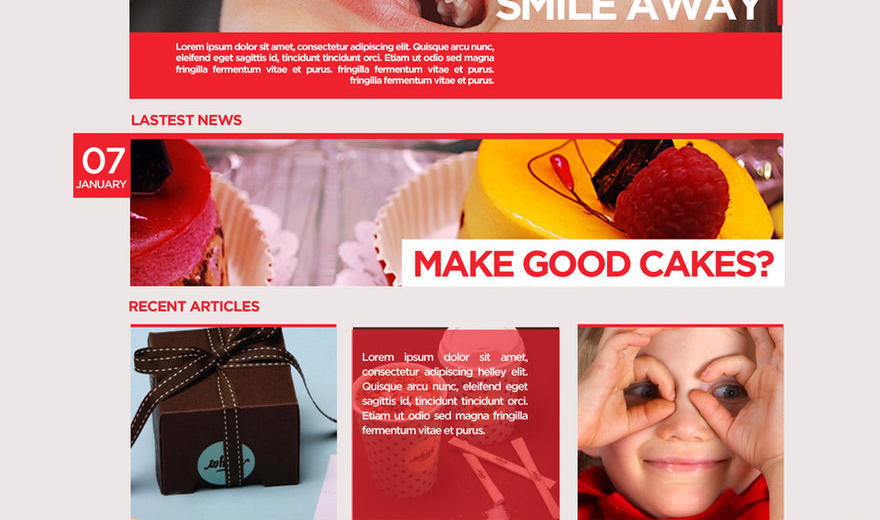 SMILE AWAY
Lorem ipsum dolor sit amet, consectetur adipiscing elit. Quisque arcu nunc,
eleifend eget sagittis id, tincidunt tincidunt orci. Etiam ut odio sed magna
fringilla fermentum vitae et purus. fringilla fermentum vitae et purus.
fringilla fermentum vitae et purus.
LASTEST NEWS
07
JANUARY
MAKE GOOD CAKES?
RECENT ARTICLES
Lorem ipsum dolor sit amet,
consectetur adipiscing helley elit.
Quisque arcu nunc, eleifend eget
sagittis id, tincidunt tincidunt orci.
Etiam ut odio sed magna fringilla
fermentum vitae et purus.